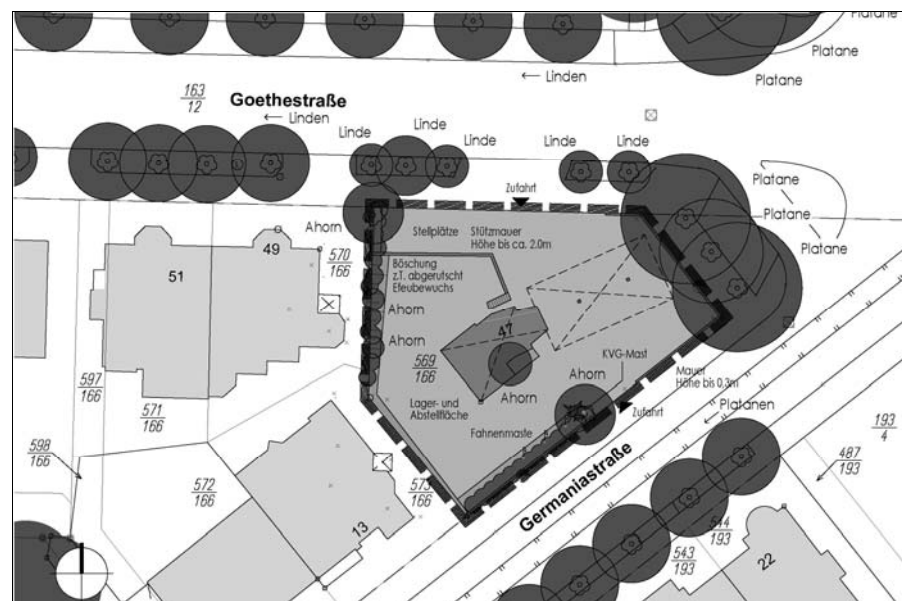 Platane
Platane
Platane
← Linden
163
12
Goethestraße
← Linden
Linde
Linde
Linde
Linde
Linde
Platane
Platane
Platane
Zufahrt
Ahorn
Stellplätze
Stützmauer
Höhe bis ca. 2.0m
49
570
166
51
Böschung
z.T. abgerutscht
Efeubewuchs
Ahorn
47
Ahorn
569
166
KVG-Mast
Mauer
Höhe bis 0,3m
597
166
571
166
Ahorn
Ahorn
Lager- und
Abstellfläche
Zufahrt
← Platanen
Fahnenmaste
193
4
598
166
487
193
572
166
573
166
Germaniastraße
13
544
193
543
193
22